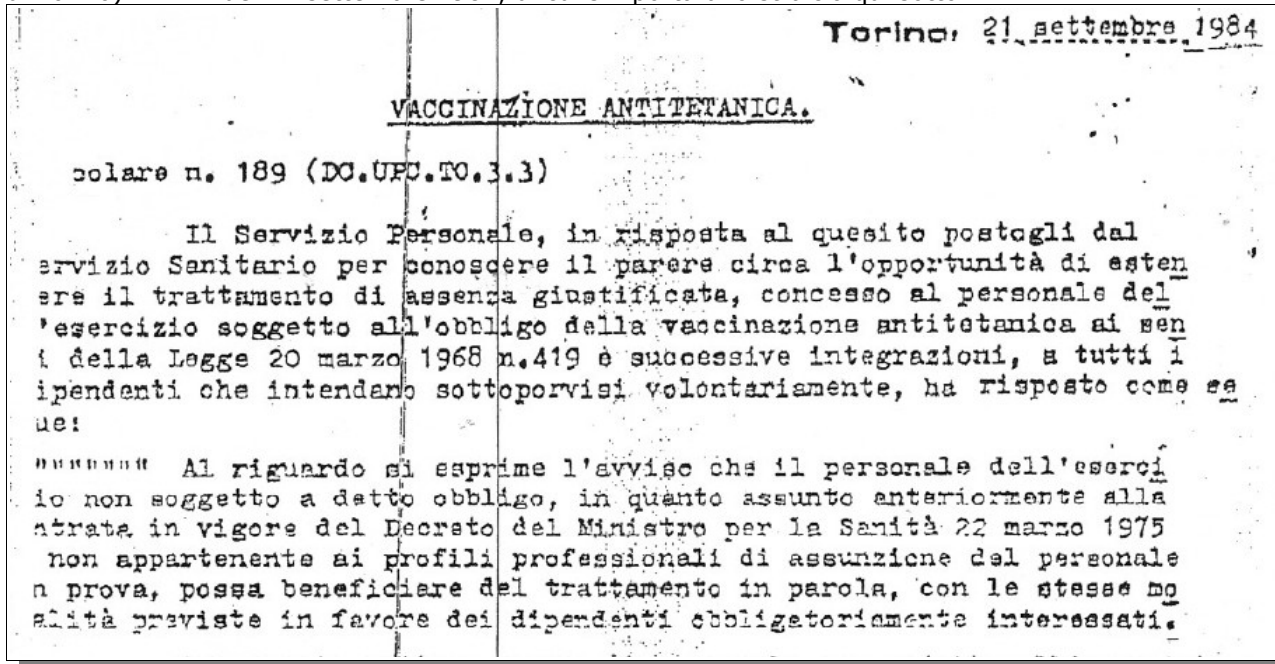 Torino, 21 settembre 1984
VACCINAZIONE ANTITETANICA.
colare n. 189 (DC.UPC.TO.3.3)
Il Servizio Personale, in risposta al quesito postogli dal
ervizio Sanitario per conoscere il parere circa l'opportunità di esten
ere il trattamento di assenza giustificata, concesso al personale del
'esercizio soggetto all'obbligo della vaccinazione antitetanica ai sen
i della Legge 20 marzo 1968 n.419 e successive integrazioni, a tutti i
ipendenti che intendano sottoporvisi volontariamente, ha risposto come se
ue:
"""""""" Al riguardo si esprime l'avviso che il personale dell'eserci
io non soggetto a detto obbligo, in quanto assunto anteriormente alla
ntrata in vigore del Decreto del Ministro per la Sanità 22 marzo 1975
non appartenente ai profili professionali di assunzione del personale
n prova, possa beneficiare del trattamento in parola, con le stesse mo
alità previste in favore dei dipendenti obbligatoriamente interessati.